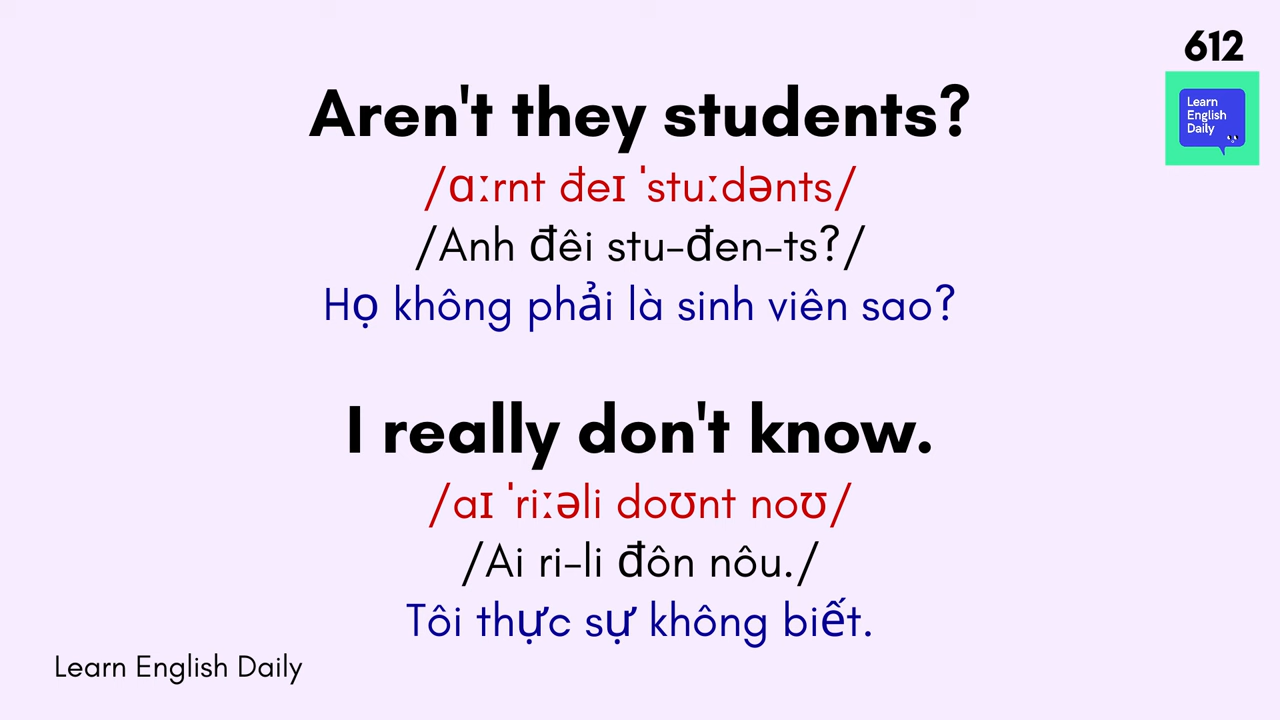 612
Learn
English
Daily
Aren't they students?
/ɑːrnt đeɪ ˈstuːdənts/
/Anh đêi stu-đen-ts?/
Họ không phải là sinh viên sao?
I really don't know.
/aɪ ˈriːəli doʊnt noʊ/
/Ai ri-li đôn nôu./
Tôi thực sự không biết.
Learn English Daily